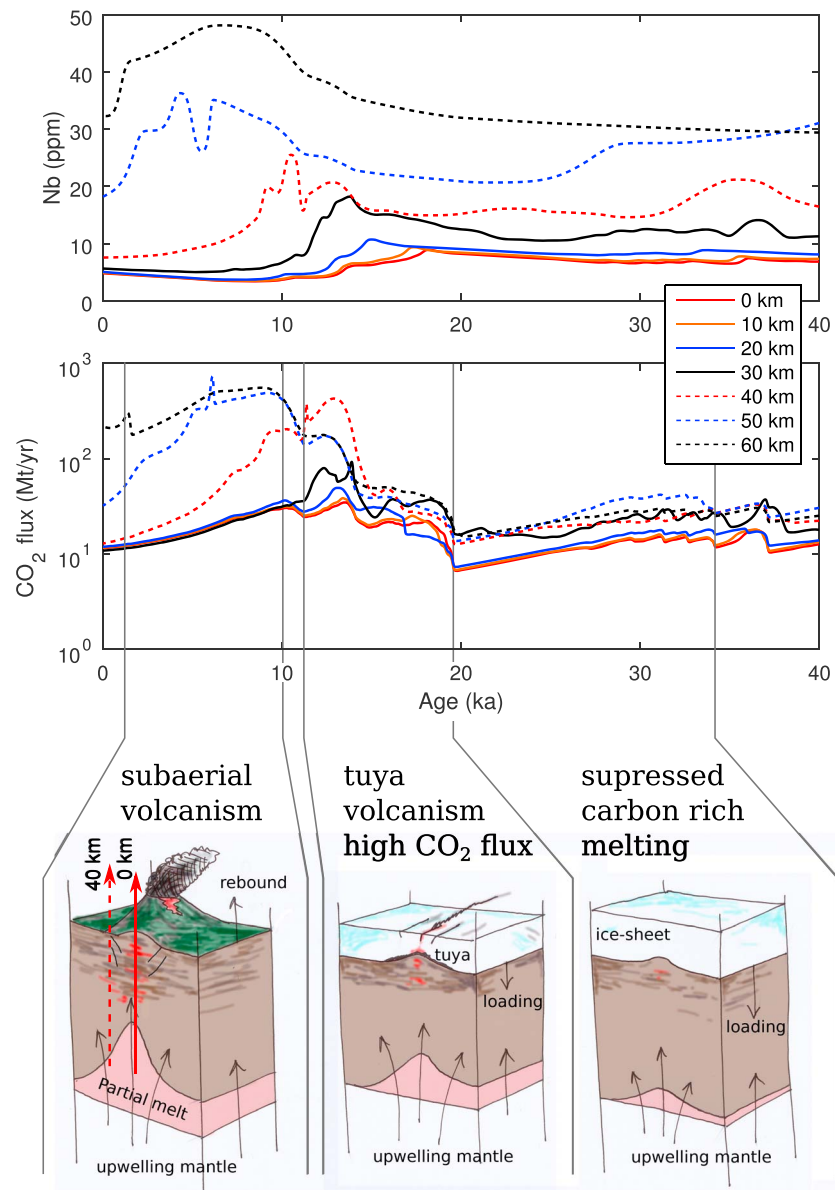 50
40
30
20
10
0
Nb (ppm)
0
10
20
30
40
0 km
10 km
20 km
30 km
40 km
50 km
60 km
10³
10²
10¹
10⁰
CO₂ flux (Mt/yr)
0
10
20
30
40
Age (ka)
subaerial
volcanism
tuya
volcanism
high CO₂ flux
supressed
carbon rich
melting
40 km
0 km
rebound
Partial melt
upwelling mantle
tuya
loading
upwelling mantle
ice-sheet
loading
upwelling mantle